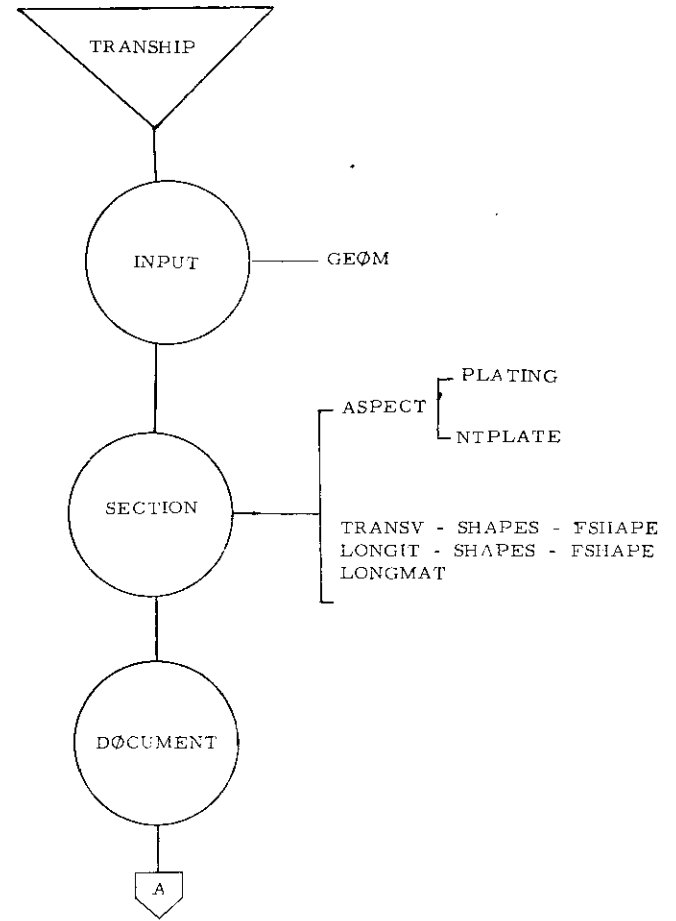 TRANSHIP
INPUT
GEØM
PLATING
ASPECT
NTPLATE
SECTION
TRANSV - SHAPES - FSHAPE
LONGIT - SHAPES - FSHAPE
LONGMAT
DØCUMENT
A